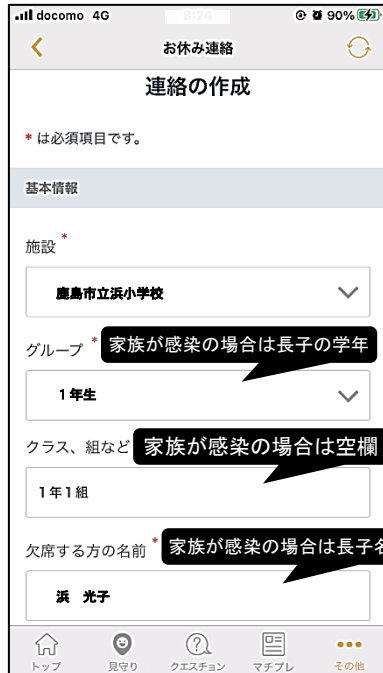 docomo 4G 8:24 90%
お休み連絡
連絡の作成
* は必須項目です。
基本情報
施設 *
鹿島市立浜小学校
グループ * 家族が感染の場合は長子の学年
1年生
クラス、組など 家族が感染の場合は空欄
1年1組
欠席する方の名前 * 家族が感染の場合は長子名
浜 光子
トップ 見守り クエスチョン マチプレ その他